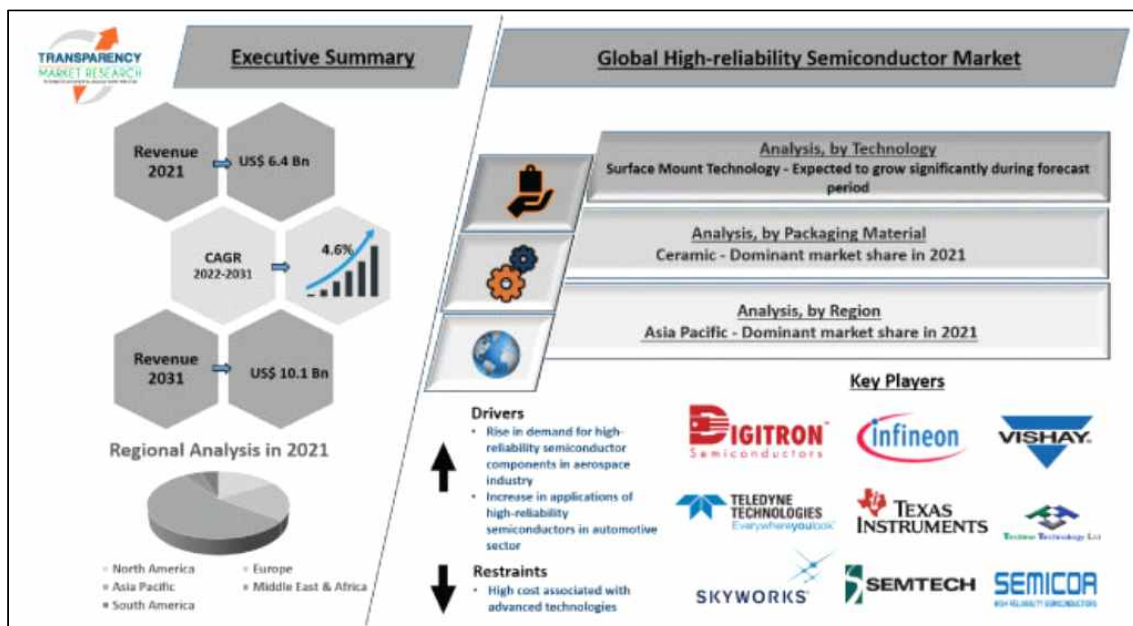 TRANSPARENCY
MARKET RESEARCH
Executive Summary
Global High-reliability Semiconductor Market
Revenue
2021
US$ 6.4 Bn
CAGR
2022-2031
4.6%
Revenue
2031
US$ 10.1 Bn
Regional Analysis in 2021
North America
Europe
Asia Pacific
Middle East & Africa
South America
Analysis, by Technology
Surface Mount Technology - Expected to grow significantly during forecast
period
Analysis, by Packaging Material
Ceramic - Dominant market share in 2021
Analysis, by Region
Asia Pacific - Dominant market share in 2021
Drivers
• Rise in demand for high-
reliability semiconductor
components in aerospace
industry
• Increase in applications of
high-reliability
semiconductors in automotive
sector
Restraints
• High cost associated with
advanced technologies
Key Players
DIGITRON
Semiconductors
infineon
VISHAY
TELEDYNE
TECHNOLOGIES
Everywhereyoulook
TEXAS
INSTRUMENTS
Technology Ltd
SKYWORKS
SEMTECH
SEMICOA
HIGH RELIABILITY SEMICONDUCTORS